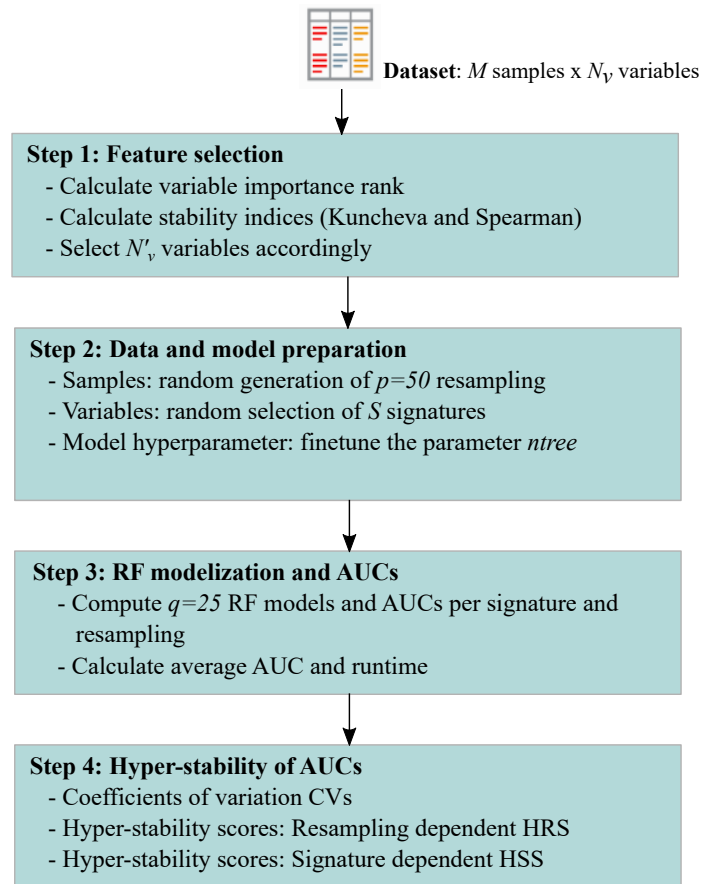 Dataset: M samples x Nv variables
Step 1: Feature selection
- Calculate variable importance rank
- Calculate stability indices (Kuncheva and Spearman)
- Select N'v variables accordingly
Step 2: Data and model preparation
- Samples: random generation of p=50 resampling
- Variables: random selection of S signatures
- Model hyperparameter: finetune the parameter ntree
Step 3: RF modelization and AUCs
- Compute q=25 RF models and AUCs per signature and
resampling
- Calculate average AUC and runtime
Step 4: Hyper-stability of AUCs
- Coefficients of variation CVs
- Hyper-stability scores: Resampling dependent HRS
- Hyper-stability scores: Signature dependent HSS